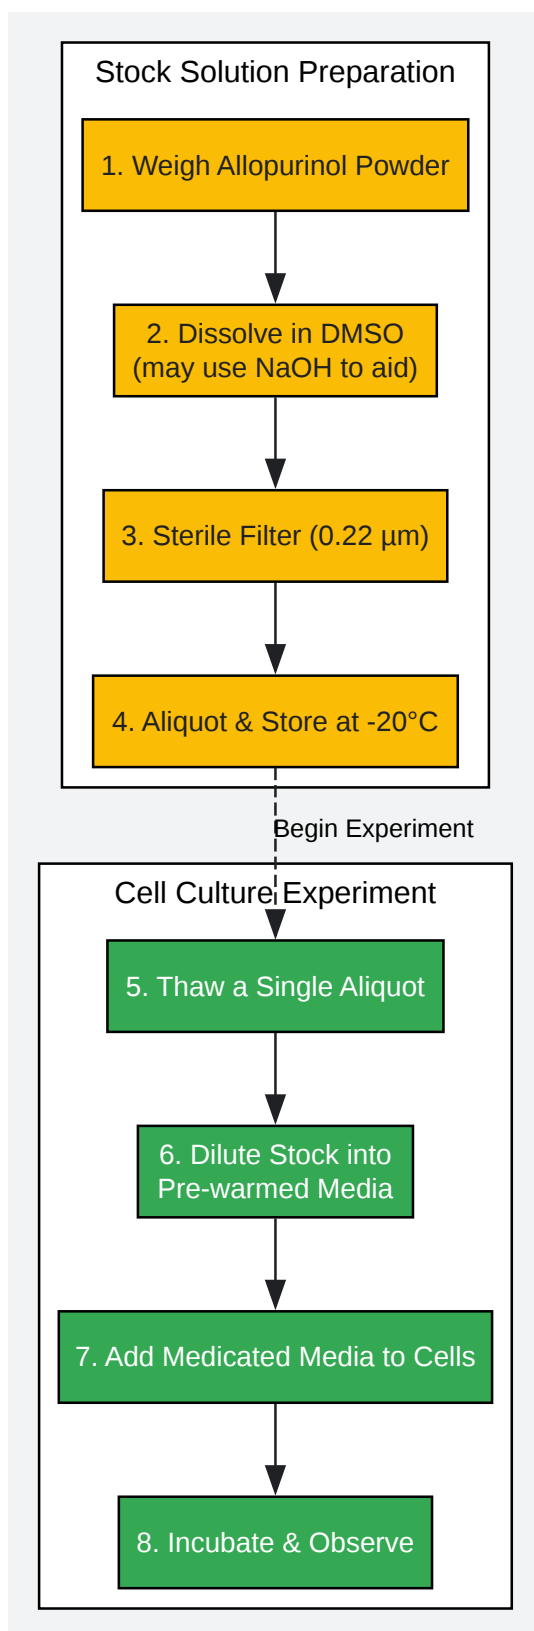 Stock Solution Preparation
1. Weigh Allopurinol Powder
2. Dissolve in DMSO
(may use NaOH to aid)
3. Sterile Filter (0.22 µm)
4. Aliquot & Store at -20°C
Begin Experiment
Cell Culture Experiment
5. Thaw a Single Aliquot
6. Dilute Stock into
Pre-warmed Media
7. Add Medicated Media to Cells
8. Incubate & Observe